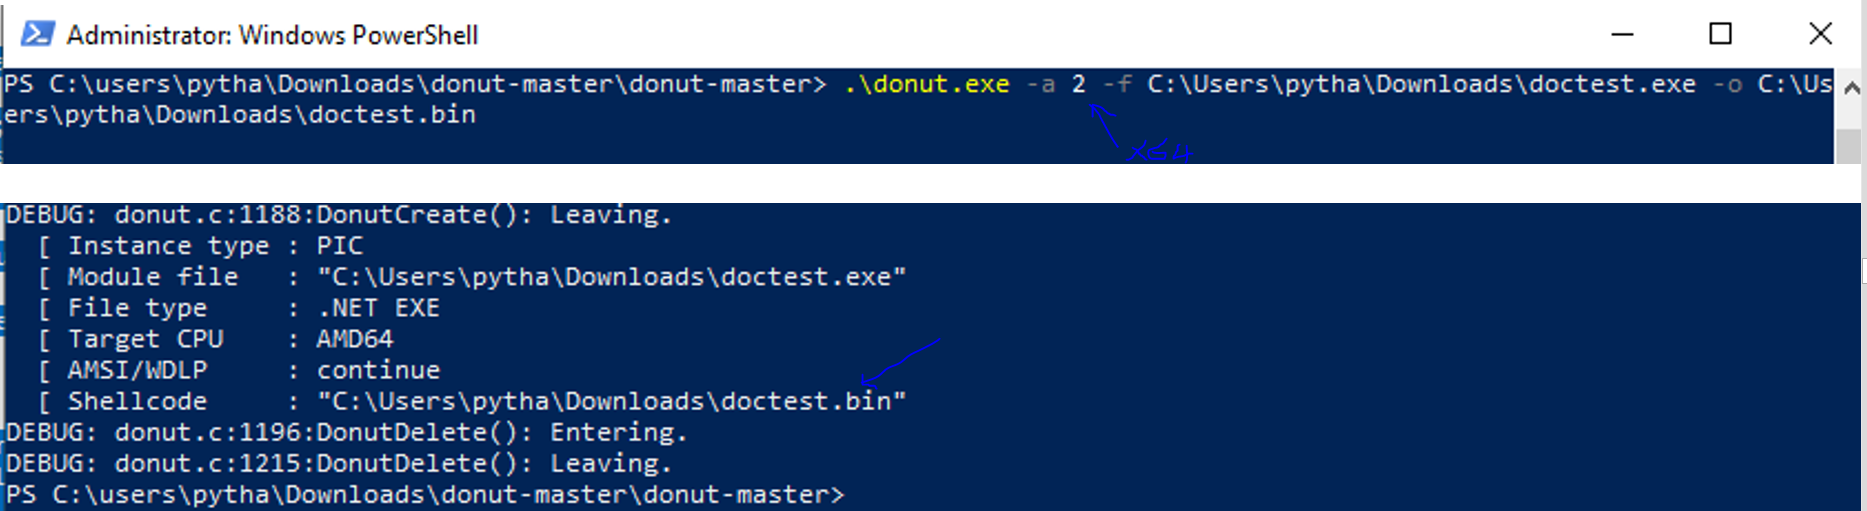 Administrator: Windows PowerShell
PS C:\users\pytha\Downloads\donut-master\donut-master> .\donut.exe -a 2 -f C:\Users\pytha\Downloads\doctest.exe -o C:\Us
ers\pytha\Downloads\doctest.bin
x64
DEBUG: donut.c:1188:DonutCreate(): Leaving.
[ Instance type : PIC
[ Module file   : "C:\Users\pytha\Downloads\doctest.exe"
[ File type     : .NET EXE
[ Target CPU    : AMD64
[ AMSI/WDLP     : continue
[ Shellcode     : "C:\Users\pytha\Downloads\doctest.bin"
DEBUG: donut.c:1196:DonutDelete(): Entering.
DEBUG: donut.c:1215:DonutDelete(): Leaving.
PS C:\users\pytha\Downloads\donut-master\donut-master>